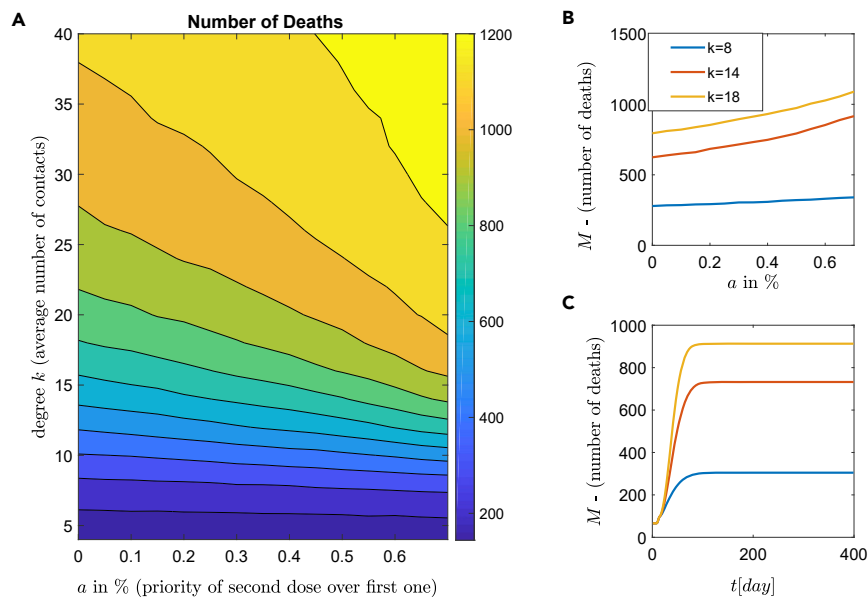 A
Number of Deaths
40
35
30
25
20
15
10
5
degree k (average number of contacts)
0 0.1 0.2 0.3 0.4 0.5 0.6
a in % (priority of second dose over first one)
1200
1000
800
600
400
200
B
1500
1000
500
0
M - (number of deaths)
k=8
k=14
k=18
0 0.2 0.4 0.6
a in %
C
1000
800
600
400
200
0
M - (number of deaths)
0 200 400
t[day]